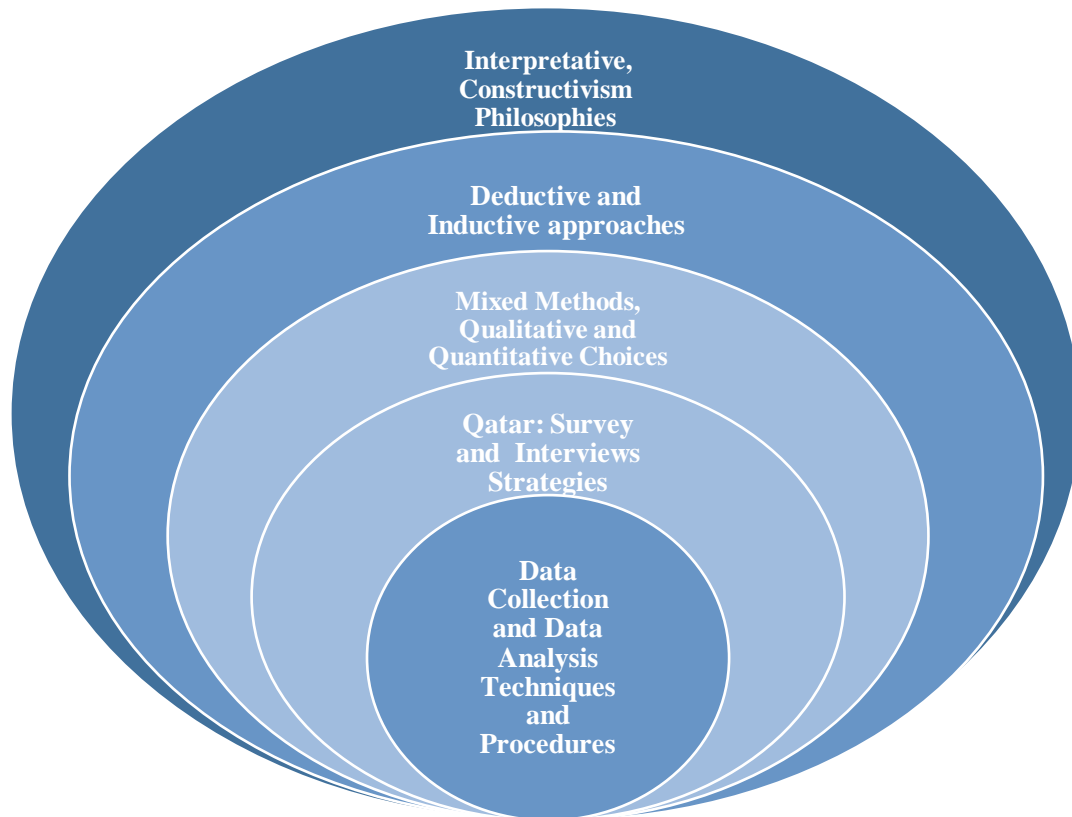 Interpretative,
Constructivism
Philosophies
Deductive and
Inductive approaches
Mixed Methods,
Qualitative and
Quantitative Choices
Qatar: Survey
and Interviews
Strategies
Data
Collection
and Data
Analysis
Techniques
and
Procedures